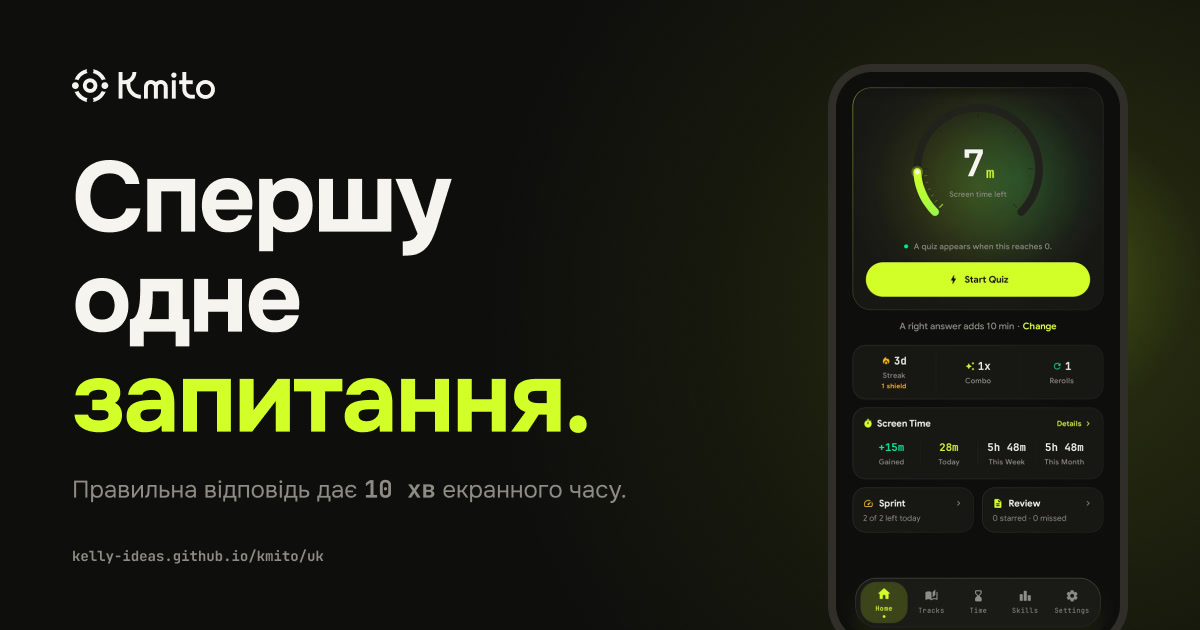 Kmito
Спершу
одне
запитання.
Правильна відповідь дає 10 хв екранного часу.
kelly-ideas.github.io/kmito/uk
7 m
Screen time left
A quiz appears when this reaches 0.
Start Quiz
A right answer adds 10 min · Change
3d
Streak
1 shield
1x
Combo
1
Rerolls
Screen Time
Details
+15m
Gained
28m
Today
5h 48m
This Week
5h 48m
This Month
Sprint
2 of 2 left today
Review
0 starred · 0 missed
Home
Tracks
Time
Skills
Settings